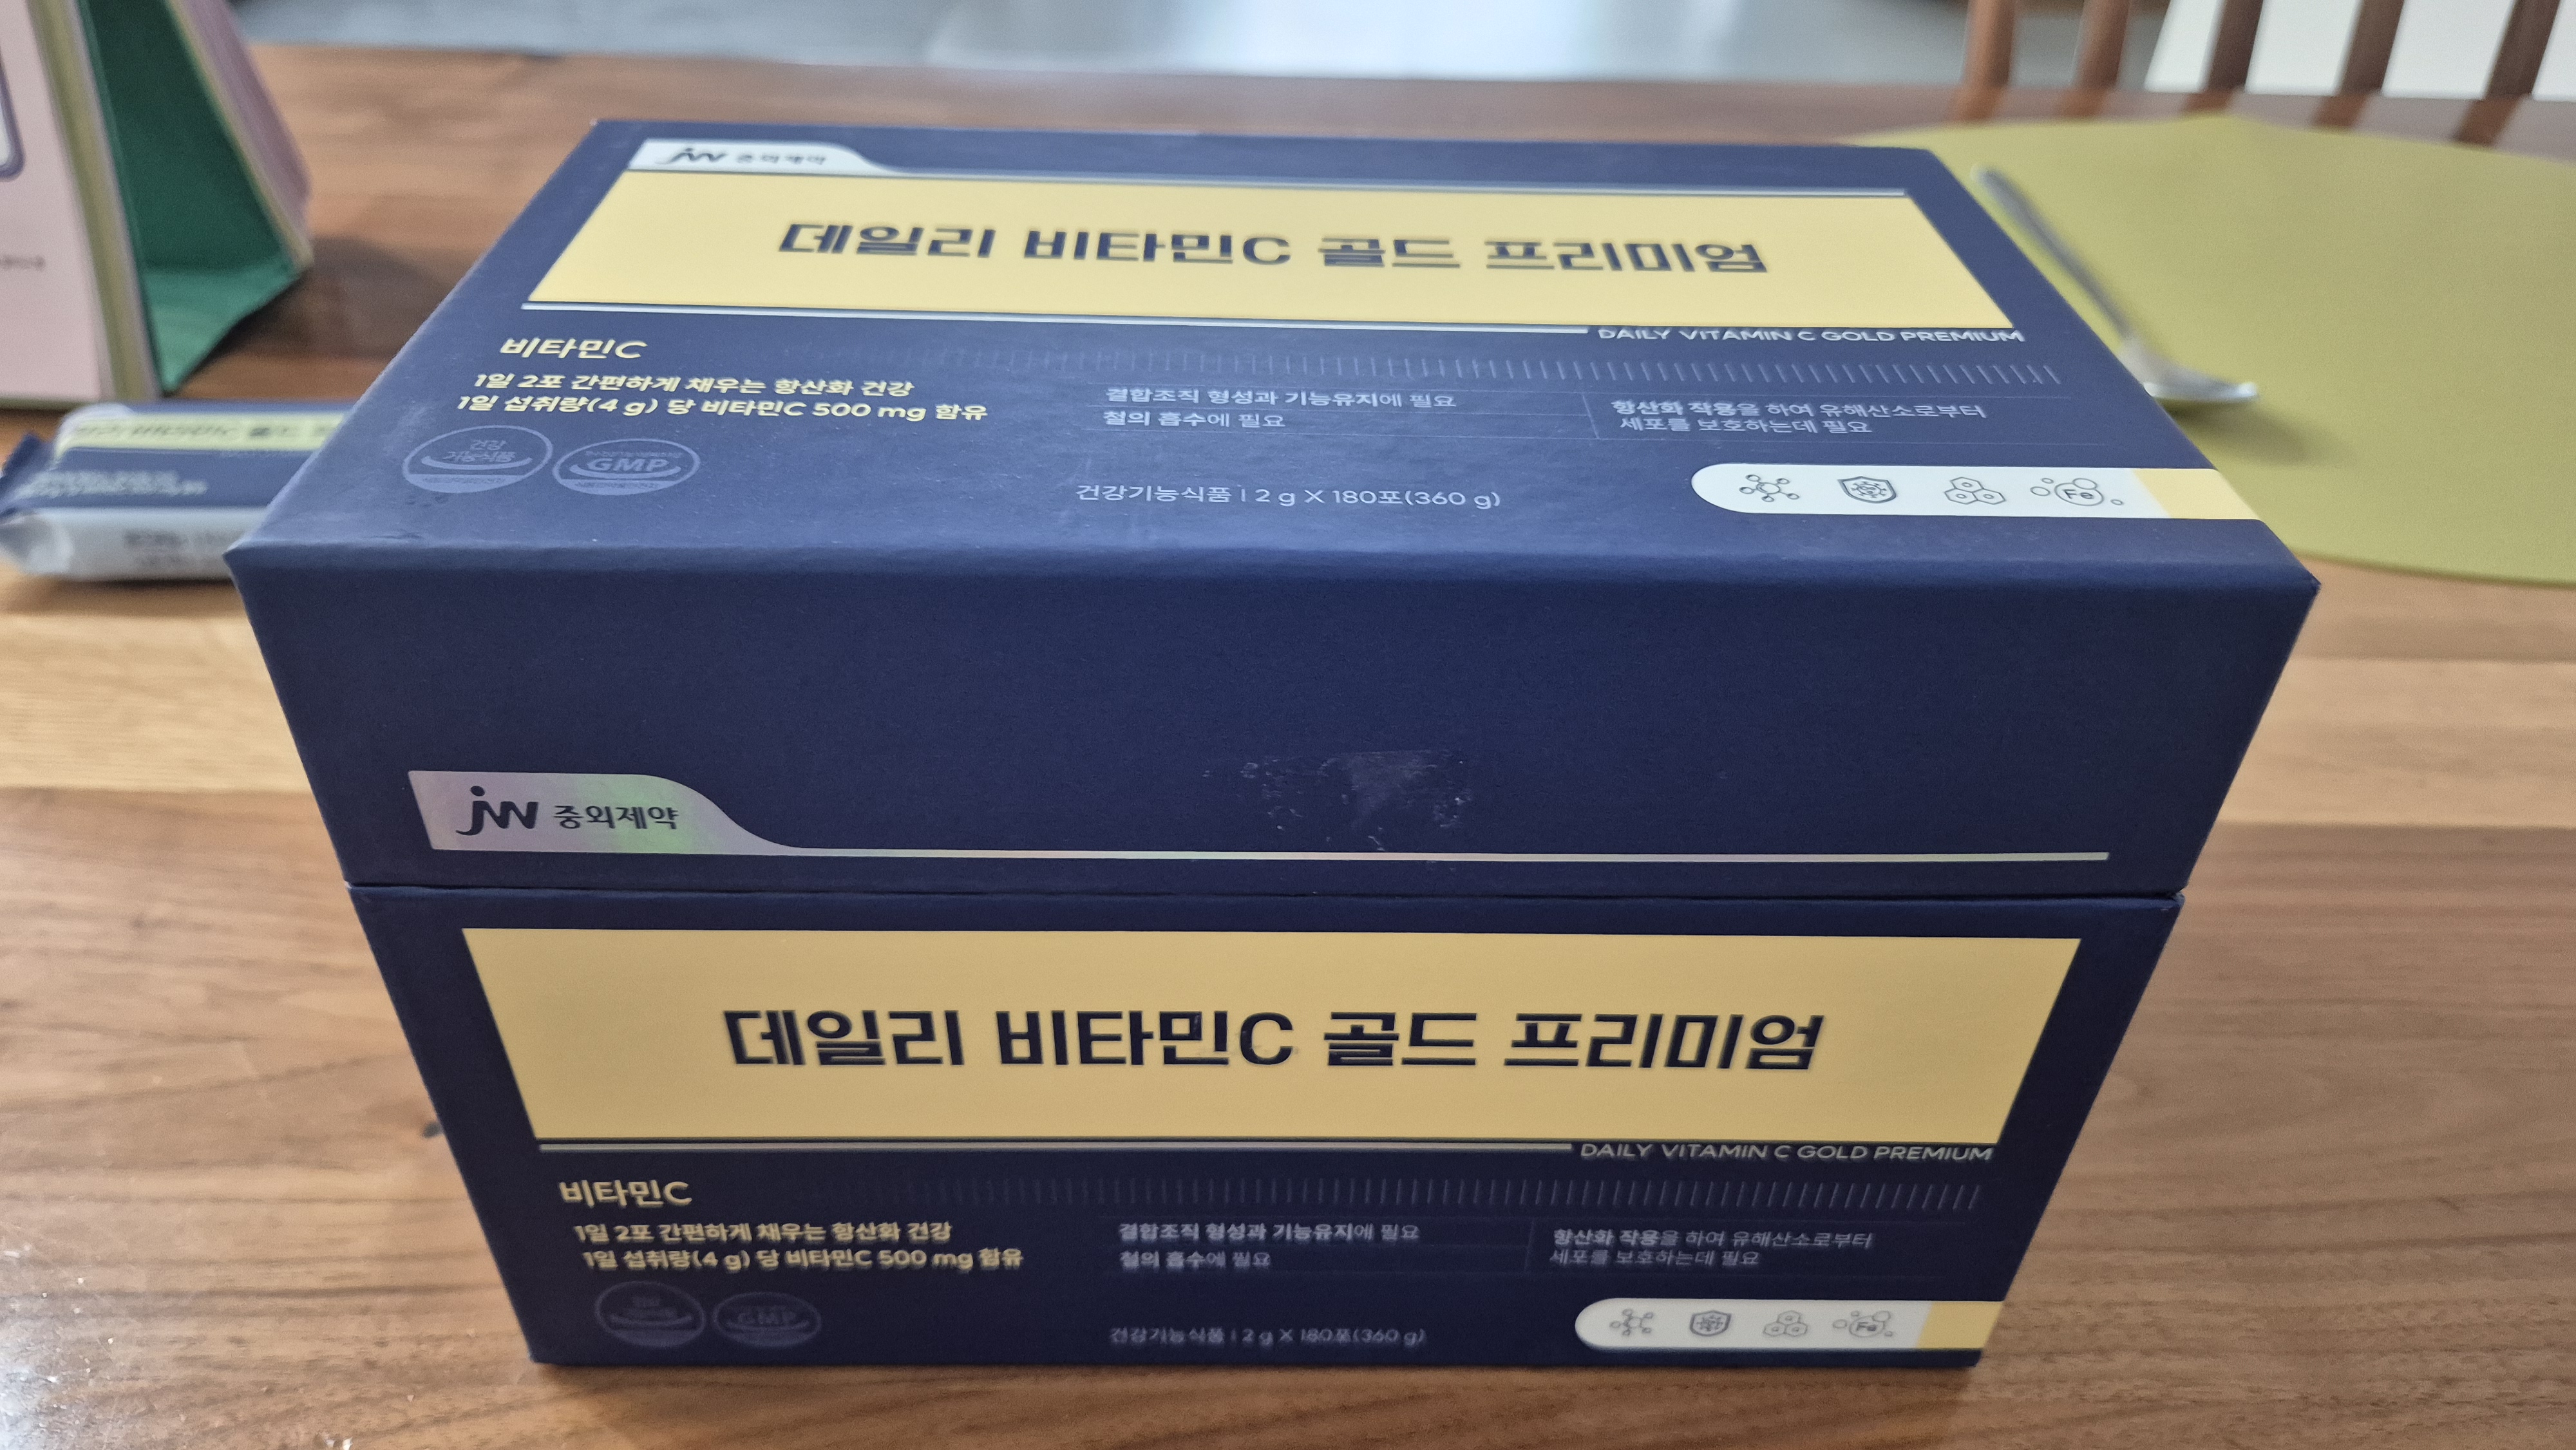 jw 중외제약
데일리 비타민C 골드 프리미엄
DAILY VITAMIN C GOLD PREMIUM
비타민C
1일 2포 간편하게 채우는 항산화 건강
1일 섭취량(4 g) 당 비타민C 500 mg 함유
결합조직 형성과 기능유지에 필요
철의 흡수에 필요
항산화 작용을 하여 유해산소로부터
세포를 보호하는데 필요
건강
기능식품
GMP
건강기능식품 | 2 g X 180포(360 g)
Fe
jw 중외제약
데일리 비타민C 골드 프리미엄
DAILY VITAMIN C GOLD PREMIUM
비타민C
1일 2포 간편하게 채우는 항산화 건강
1일 섭취량(4 g) 당 비타민C 500 mg 함유
결합조직 형성과 기능유지에 필요
철의 흡수에 필요
항산화 작용을 하여 유해산소로부터
세포를 보호하는데 필요
GMP
건강기능식품 | 2 g X 180포(360 g)
Fe